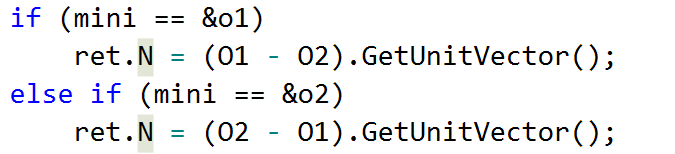 if (mini == &o1)
    ret.N = (O1 - O2).GetUnitVector();
else if (mini == &o2)
    ret.N = (O2 - O1).GetUnitVector();